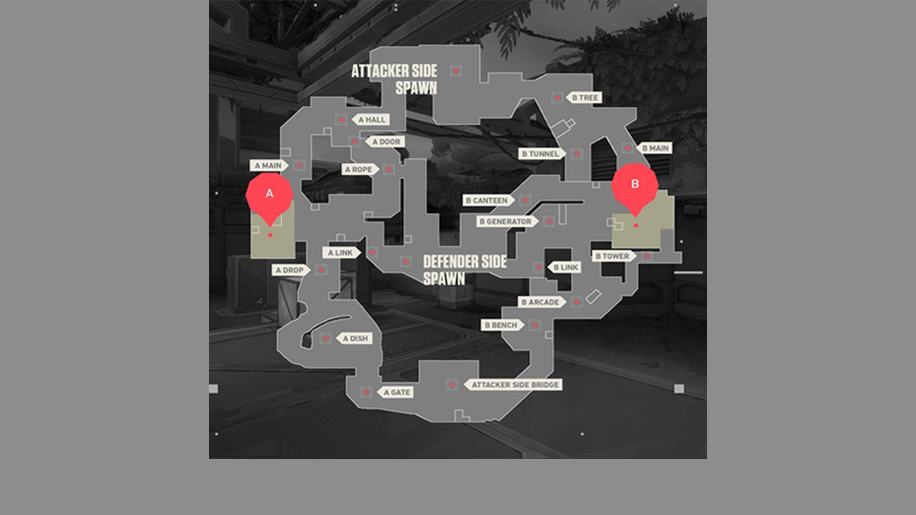 ATTACKER SIDE
SPAWN
B TREE
A HALL
A DOOR
B MAIN
B TUNNEL
A MAIN
A ROPE
A
B
B CANTEEN
B GENERATOR
A LINK
DEFENDER SIDE
SPAWN
B TOWER
A DROP
B LINK
B ARCADE
B BENCH
A DISH
ATTACKER SIDE BRIDGE
A GATE